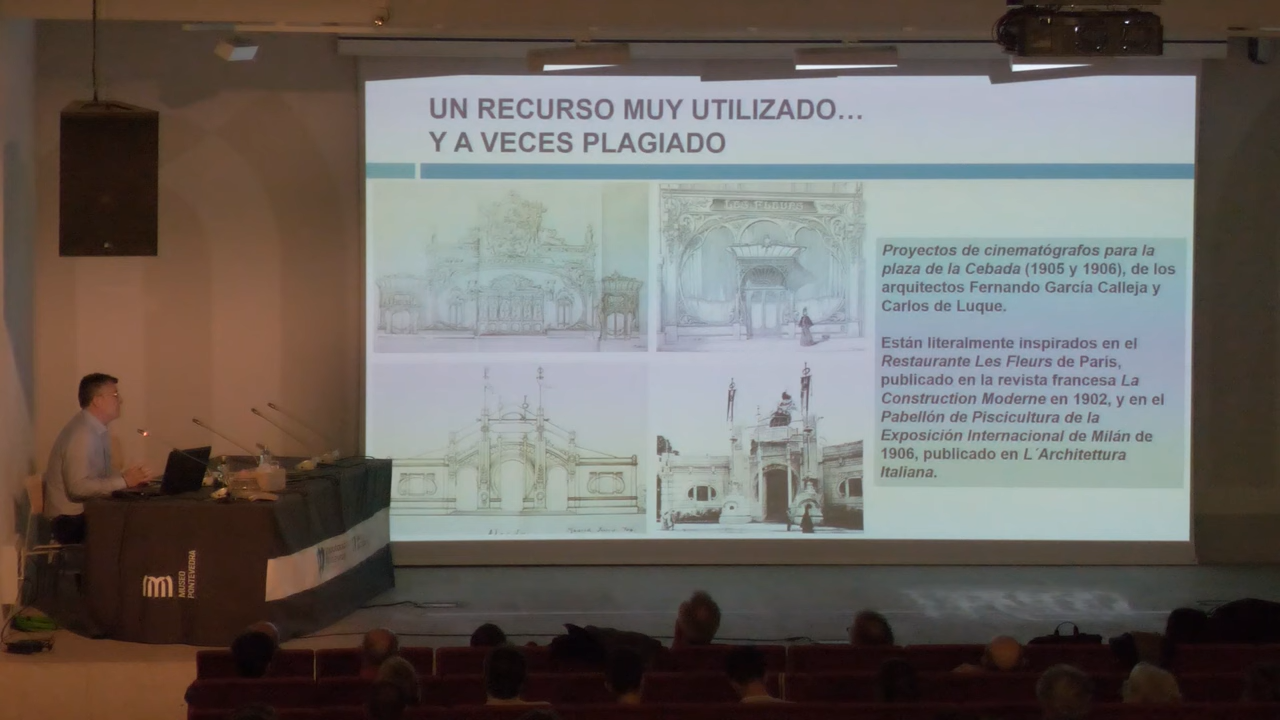 UN RECURSO MUY UTILIZADO...
Y A VECES PLAGIADO
LES FLEURS
Proyectos de cinematógrafos para la
plaza de la Cebada (1905 y 1906), de los
arquitectos Fernando García Calleja y
Carlos de Luque.
Están literalmente inspirados en el
Restaurante Les Fleurs de Paris,
publicado en la revista francesa La
Construction Moderne en 1902, y en el
Pabellón de Piscicultura de la
Exposición Internacional de Milán de
1906, publicado en L´Architettura
Italiana.
m
MUSEO
PONTEVEDRA